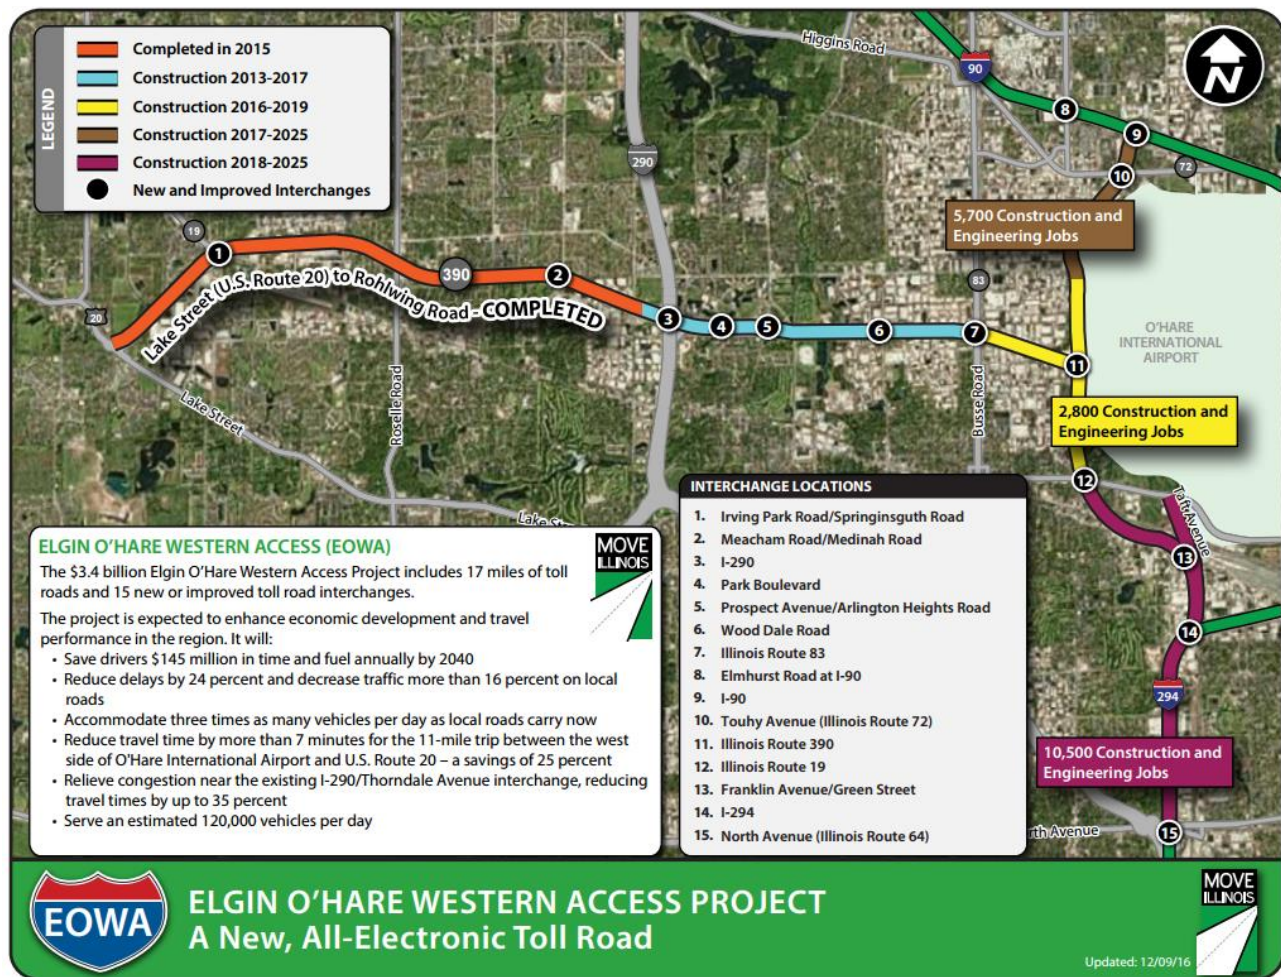 LEGEND
Completed in 2015
Construction 2013-2017
Construction 2016-2019
Construction 2017-2025
Construction 2018-2025
New and Improved Interchanges
Higgins Road
90
8
9
N
290
10
72
5,700 Construction and
Engineering Jobs
19
1
390
2
83
20
Lake Street (U.S. Route 20) to Rohlwing Road - COMPLETED
3
4
5
6
7
11
O'HARE
INTERNATIONAL
AIRPORT
Lake Street
Roselle Road
Busse Road
2,800 Construction and
Engineering Jobs
12
Taft Avenue
Lake St
13
14
294
10,500 Construction and
Engineering Jobs
rth Avenue
15
INTERCHANGE LOCATIONS
1. Irving Park Road/Springinsguth Road
2. Meacham Road/Medinah Road
3. I-290
4. Park Boulevard
5. Prospect Avenue/Arlington Heights Road
6. Wood Dale Road
7. Illinois Route 83
8. Elmhurst Road at I-90
9. I-90
10. Touhy Avenue (Illinois Route 72)
11. Illinois Route 390
12. Illinois Route 19
13. Franklin Avenue/Green Street
14. I-294
15. North Avenue (Illinois Route 64)
ELGIN O'HARE WESTERN ACCESS (EOWA)
MOVE
ILLINOIS
The $3.4 billion Elgin O'Hare Western Access Project includes 17 miles of toll
roads and 15 new or improved toll road interchanges.
The project is expected to enhance economic development and travel
performance in the region. It will:
• Save drivers $145 million in time and fuel annually by 2040
• Reduce delays by 24 percent and decrease traffic more than 16 percent on local
roads
• Accommodate three times as many vehicles per day as local roads carry now
• Reduce travel time by more than 7 minutes for the 11-mile trip between the west
side of O'Hare International Airport and U.S. Route 20 – a savings of 25 percent
• Relieve congestion near the existing I-290/Thorndale Avenue interchange, reducing
travel times by up to 35 percent
• Serve an estimated 120,000 vehicles per day
EOWA
ELGIN O'HARE WESTERN ACCESS PROJECT
A New, All-Electronic Toll Road
MOVE
ILLINOIS
Updated: 12/09/16